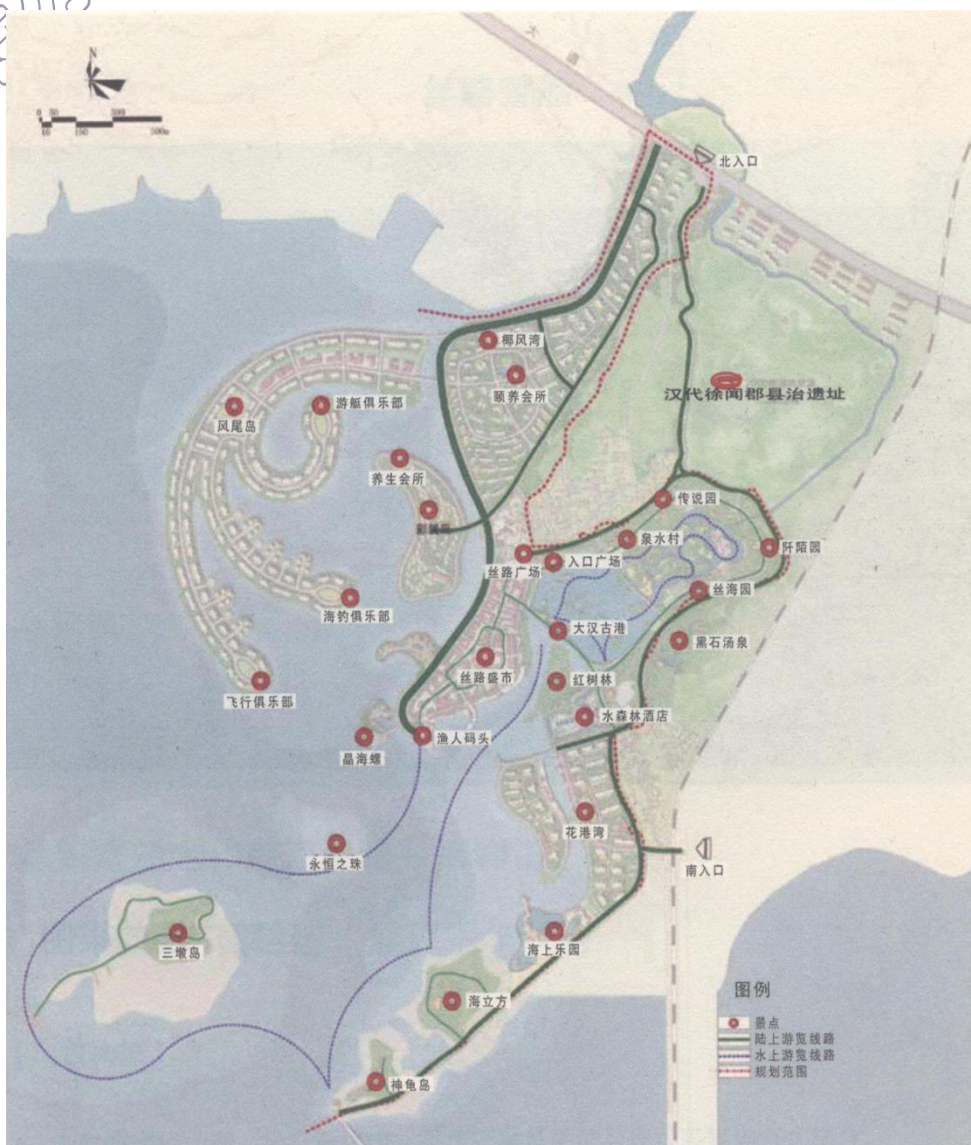 N
大道
北入口
椰风湾
颐养会所
汉代徐闻郡县治遗址
风尾岛
游艇俱乐部
养生会所
传说园
泉水村
阡陌园
丝路广场
入口广场
丝海园
海钓俱乐部
大汉古港
黑石汤泉
丝路盛市
红树林
飞行俱乐部
水森林酒店
晶海螺
渔人码头
花港湾
永恒之珠
南入口
三墩岛
海上乐园
海立方
神龟岛
图例
景点
陆上游览线路
水上游览线路
规划范围